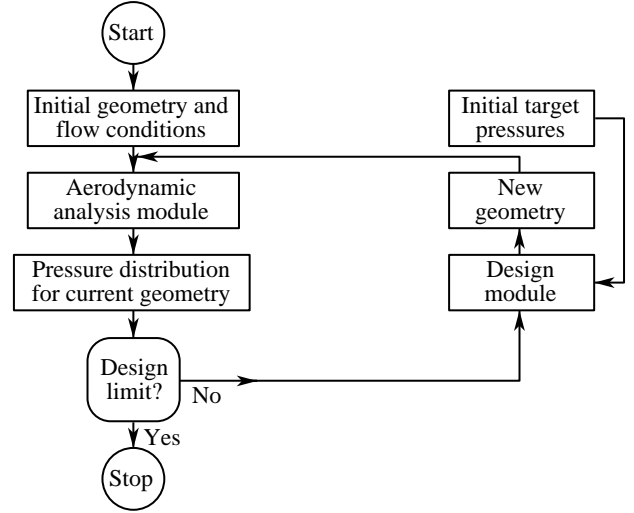 Start
Initial geometry and
flow conditions
Initial target
pressures
Aerodynamic
analysis module
New
geometry
Pressure distribution
for current geometry
Design
module
Design
limit?
No
Yes
Stop